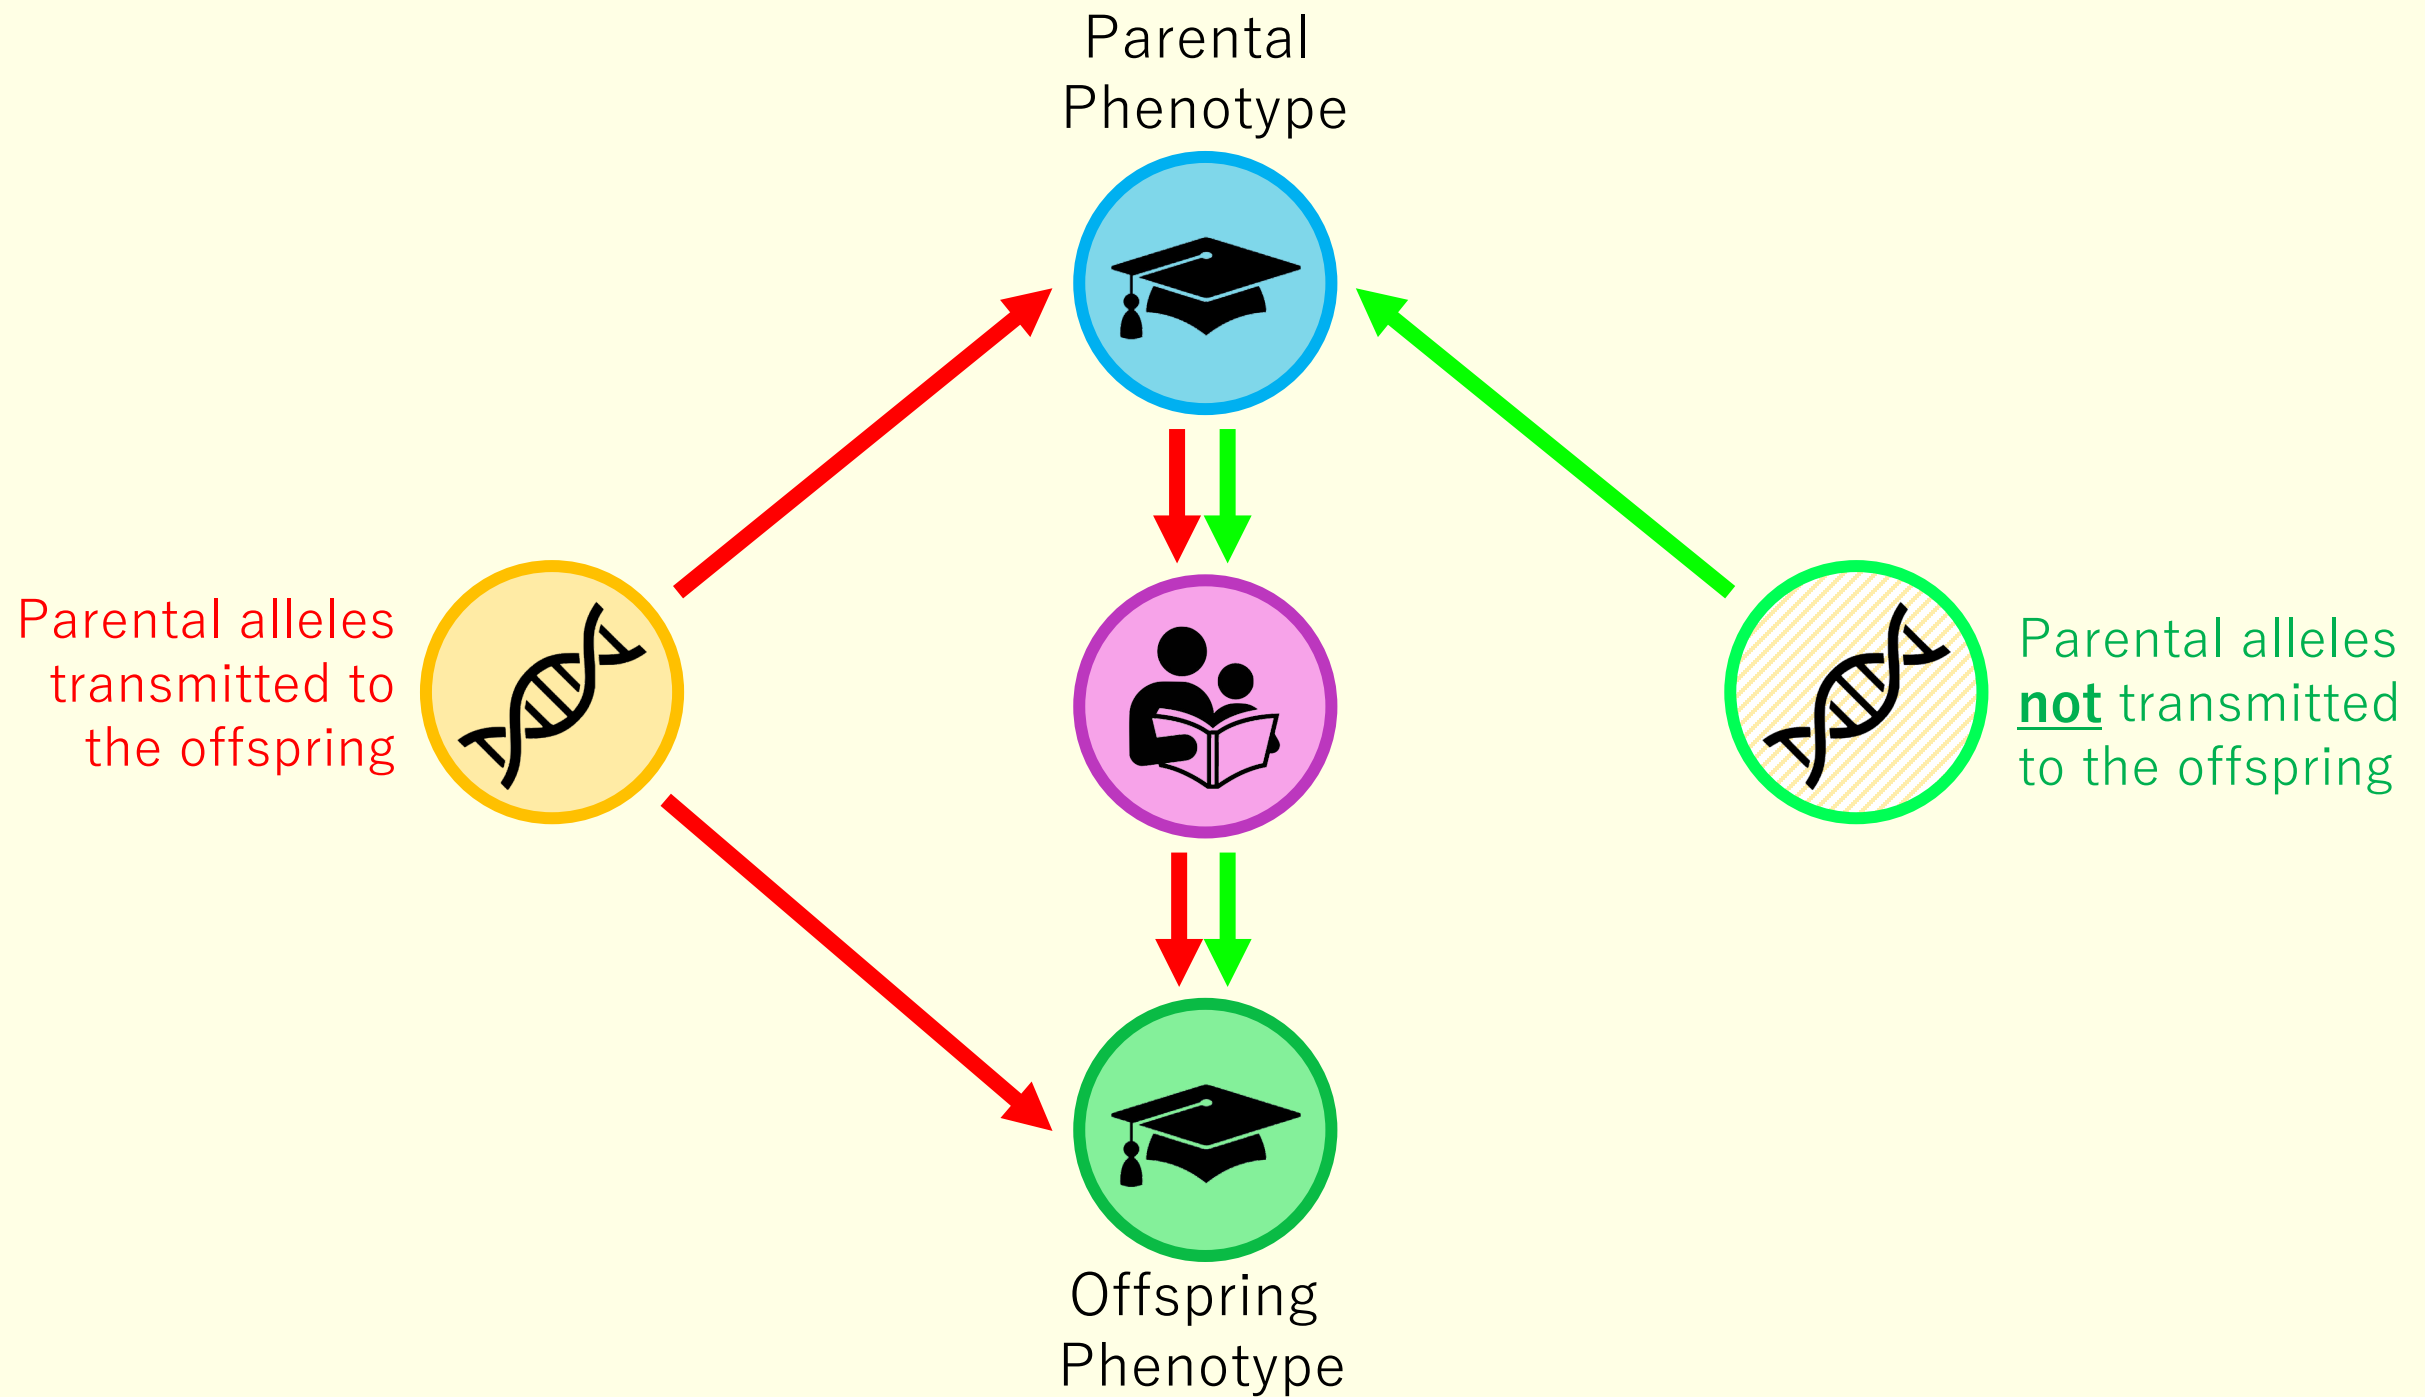 Parental
Phenotype
Parental alleles
transmitted to
the offspring
Parental alleles
not transmitted
to the offspring
Offspring
Phenotype